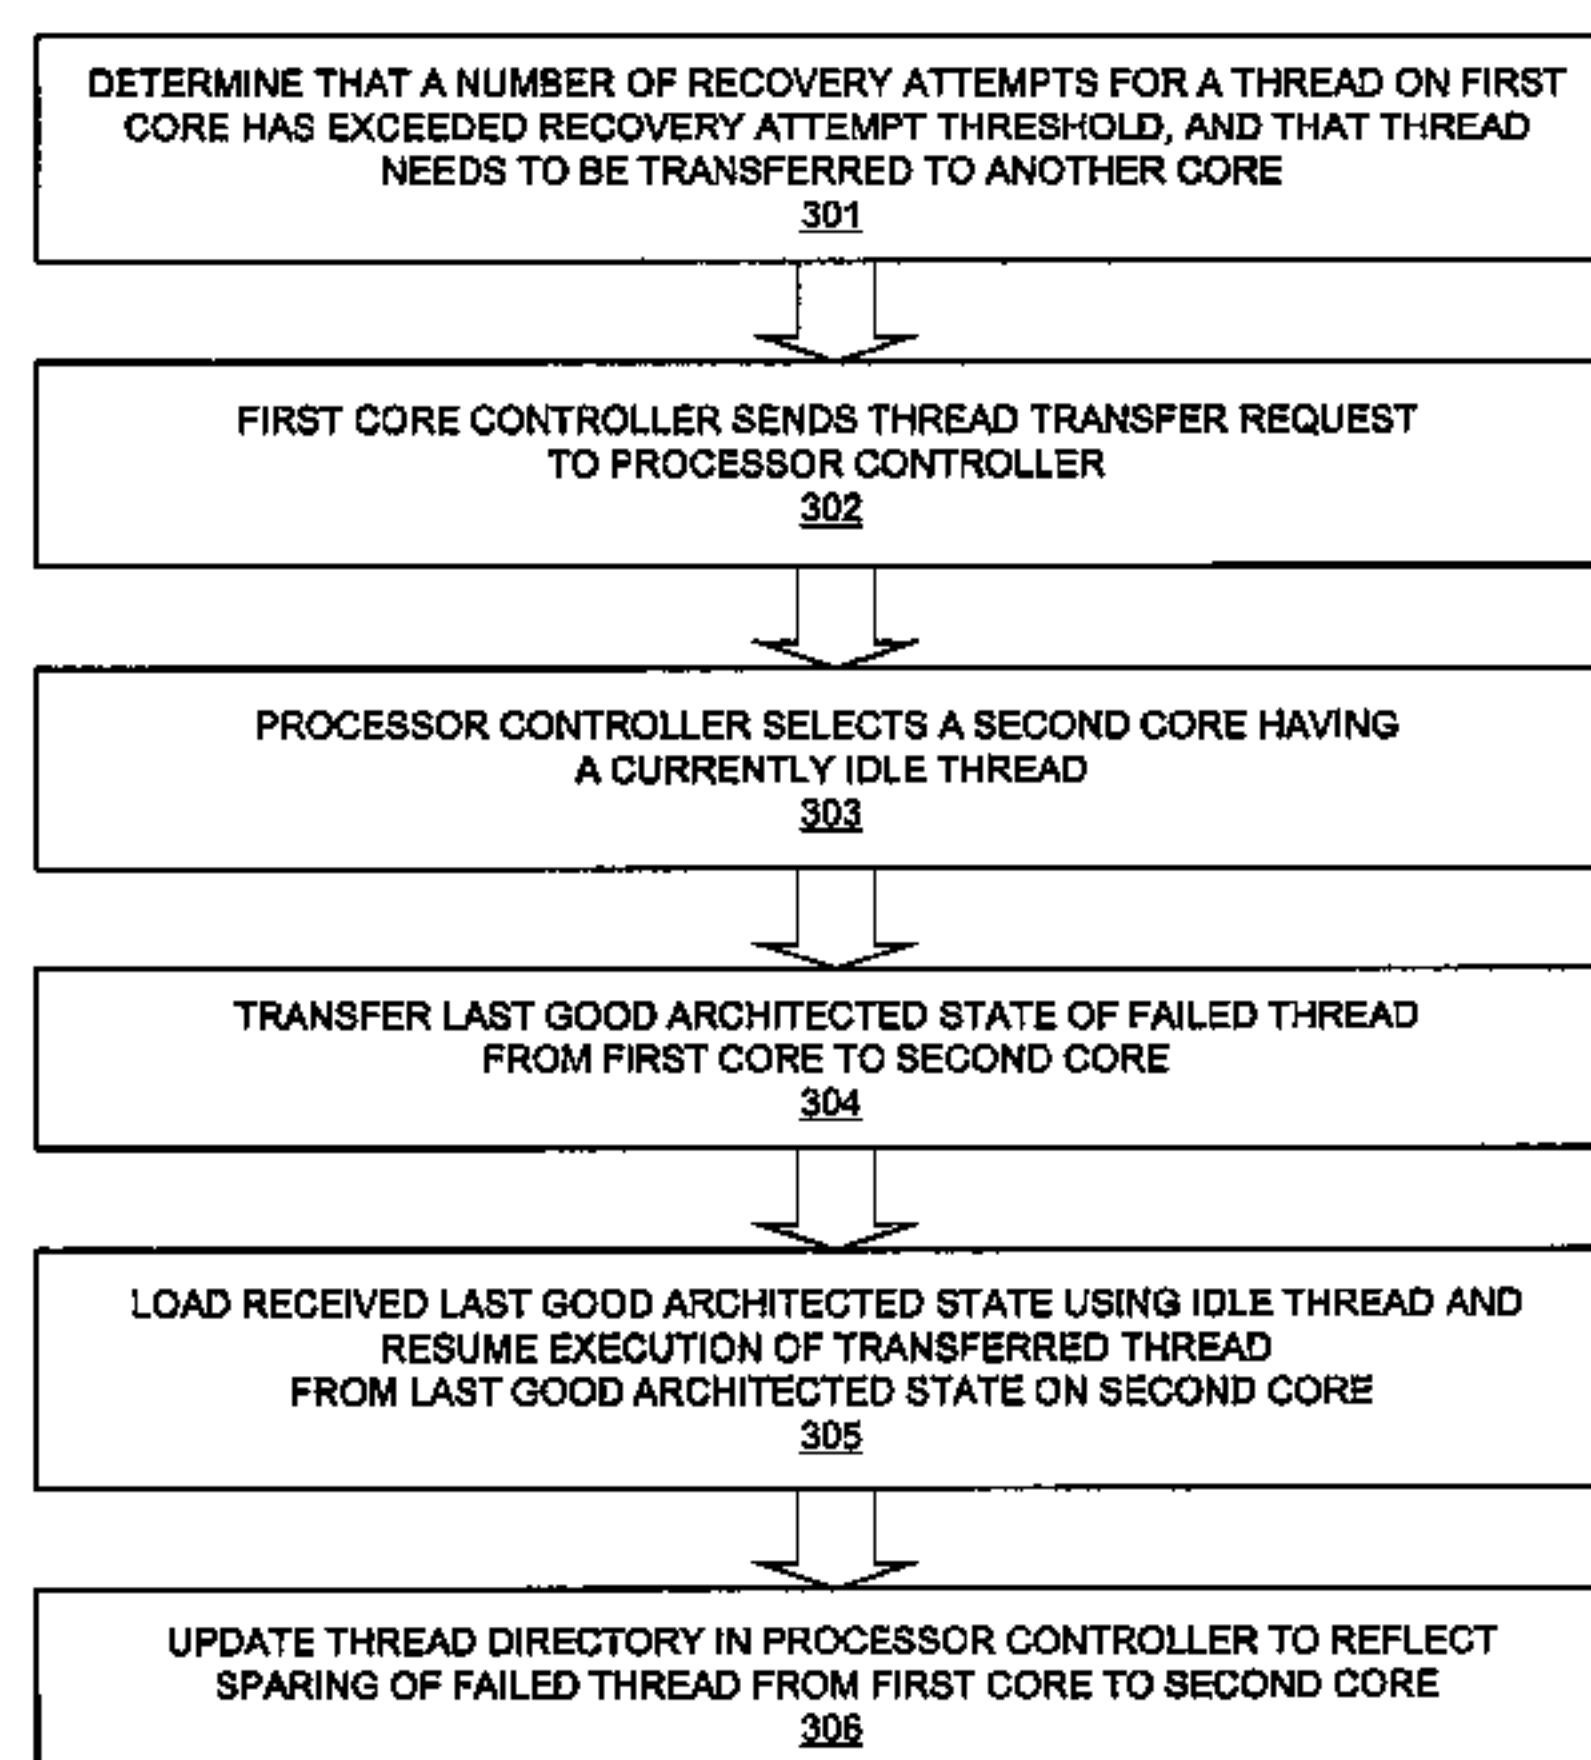 DETERMINE THAT A NUMBER OF RECOVERY ATTEMPTS FOR A THREAD ON FIRST
CORE HAS EXCEEDED RECOVERY ATTEMPT THRESHOLD, AND THAT THREAD
NEEDS TO BE TRANSFERRED TO ANOTHER CORE
301
FIRST CORE CONTROLLER SENDS THREAD TRANSFER REQUEST
TO PROCESSOR CONTROLLER
302
PROCESSOR CONTROLLER SELECTS A SECOND CORE HAVING
A CURRENTLY IDLE THREAD
303
TRANSFER LAST GOOD ARCHITECTED STATE OF FAILED THREAD
FROM FIRST CORE TO SECOND CORE
304
LOAD RECEIVED LAST GOOD ARCHITECTED STATE USING IDLE THREAD AND
RESUME EXECUTION OF TRANSFERRED THREAD
FROM LAST GOOD ARCHITECTED STATE ON SECOND CORE
305
UPDATE THREAD DIRECTORY IN PROCESSOR CONTROLLER TO REFLECT
SPARING OF FAILED THREAD FROM FIRST CORE TO SECOND CORE
306